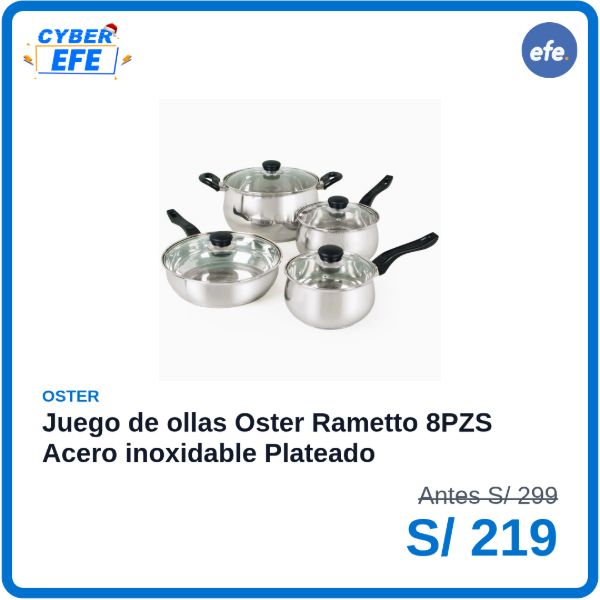 CYBER
EFE
efe.
OSTER
Juego de ollas Oster Rametto 8PZS
Acero inoxidable Plateado
Antes S/ 299
S/ 219